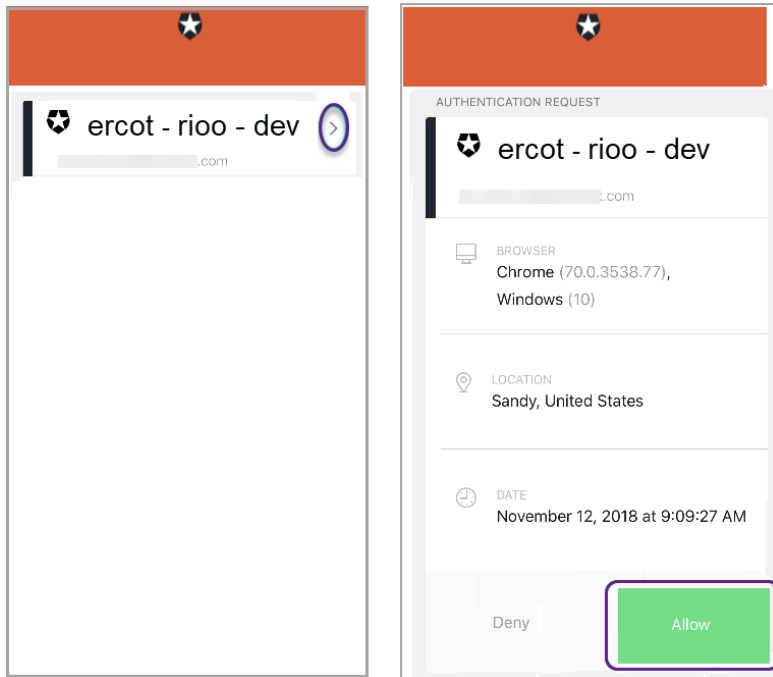 ercot - rioo - dev
.com
AUTHENTICATION REQUEST
ercot - rioo - dev
.com
BROWSER
Chrome (70.0.3538.77),
Windows (10)
LOCATION
Sandy, United States
DATE
November 12, 2018 at 9:09:27 AM
Deny
Allow